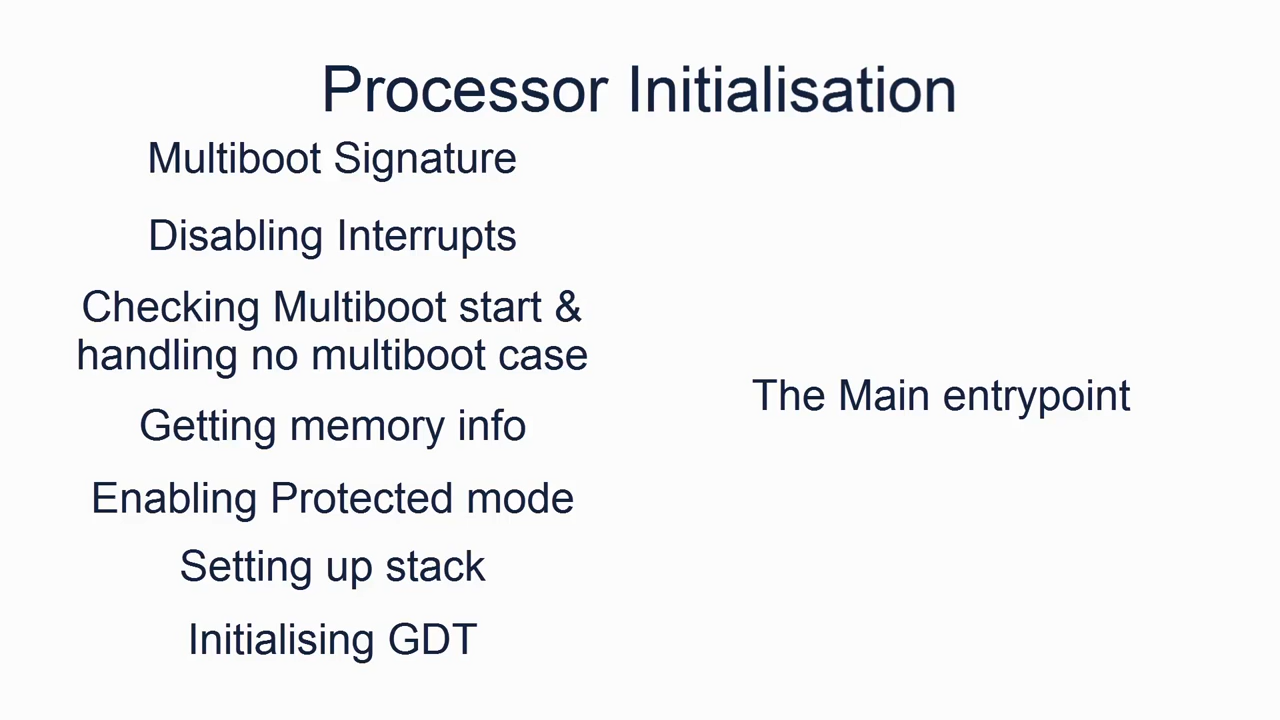 Processor Initialisation
Multiboot Signature
Disabling Interrupts
Checking Multiboot start &
handling no multiboot case
Getting memory info
Enabling Protected mode
Setting up stack
Initialising GDT
The Main entrypoint